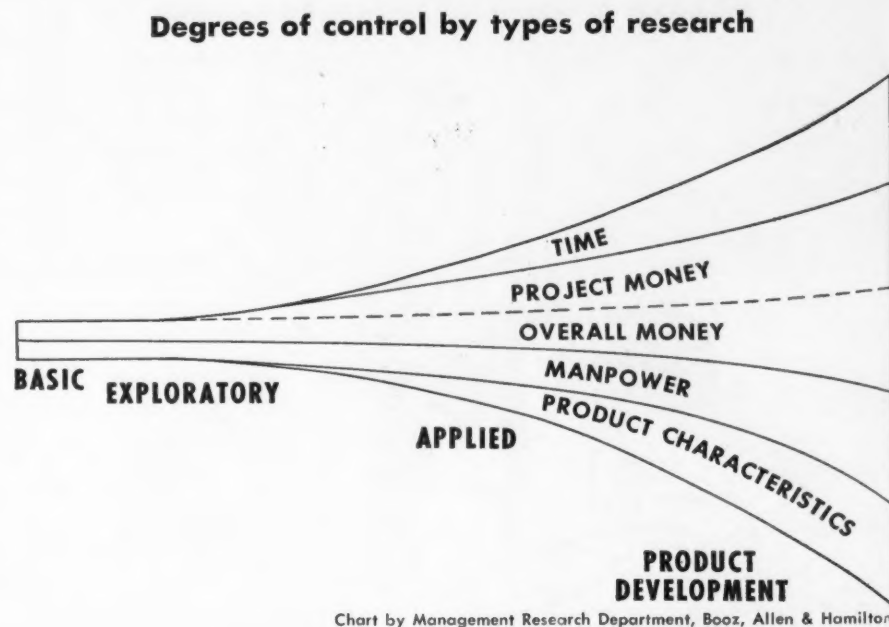 Degrees of control by types of research
TIME
PROJECT MONEY
OVERALL MONEY
MANPOWER
PRODUCT CHARACTERISTICS
BASIC
EXPLORATORY
APPLIED
PRODUCT
DEVELOPMENT
Chart by Management Research Department, Booz, Allen & Hamilton